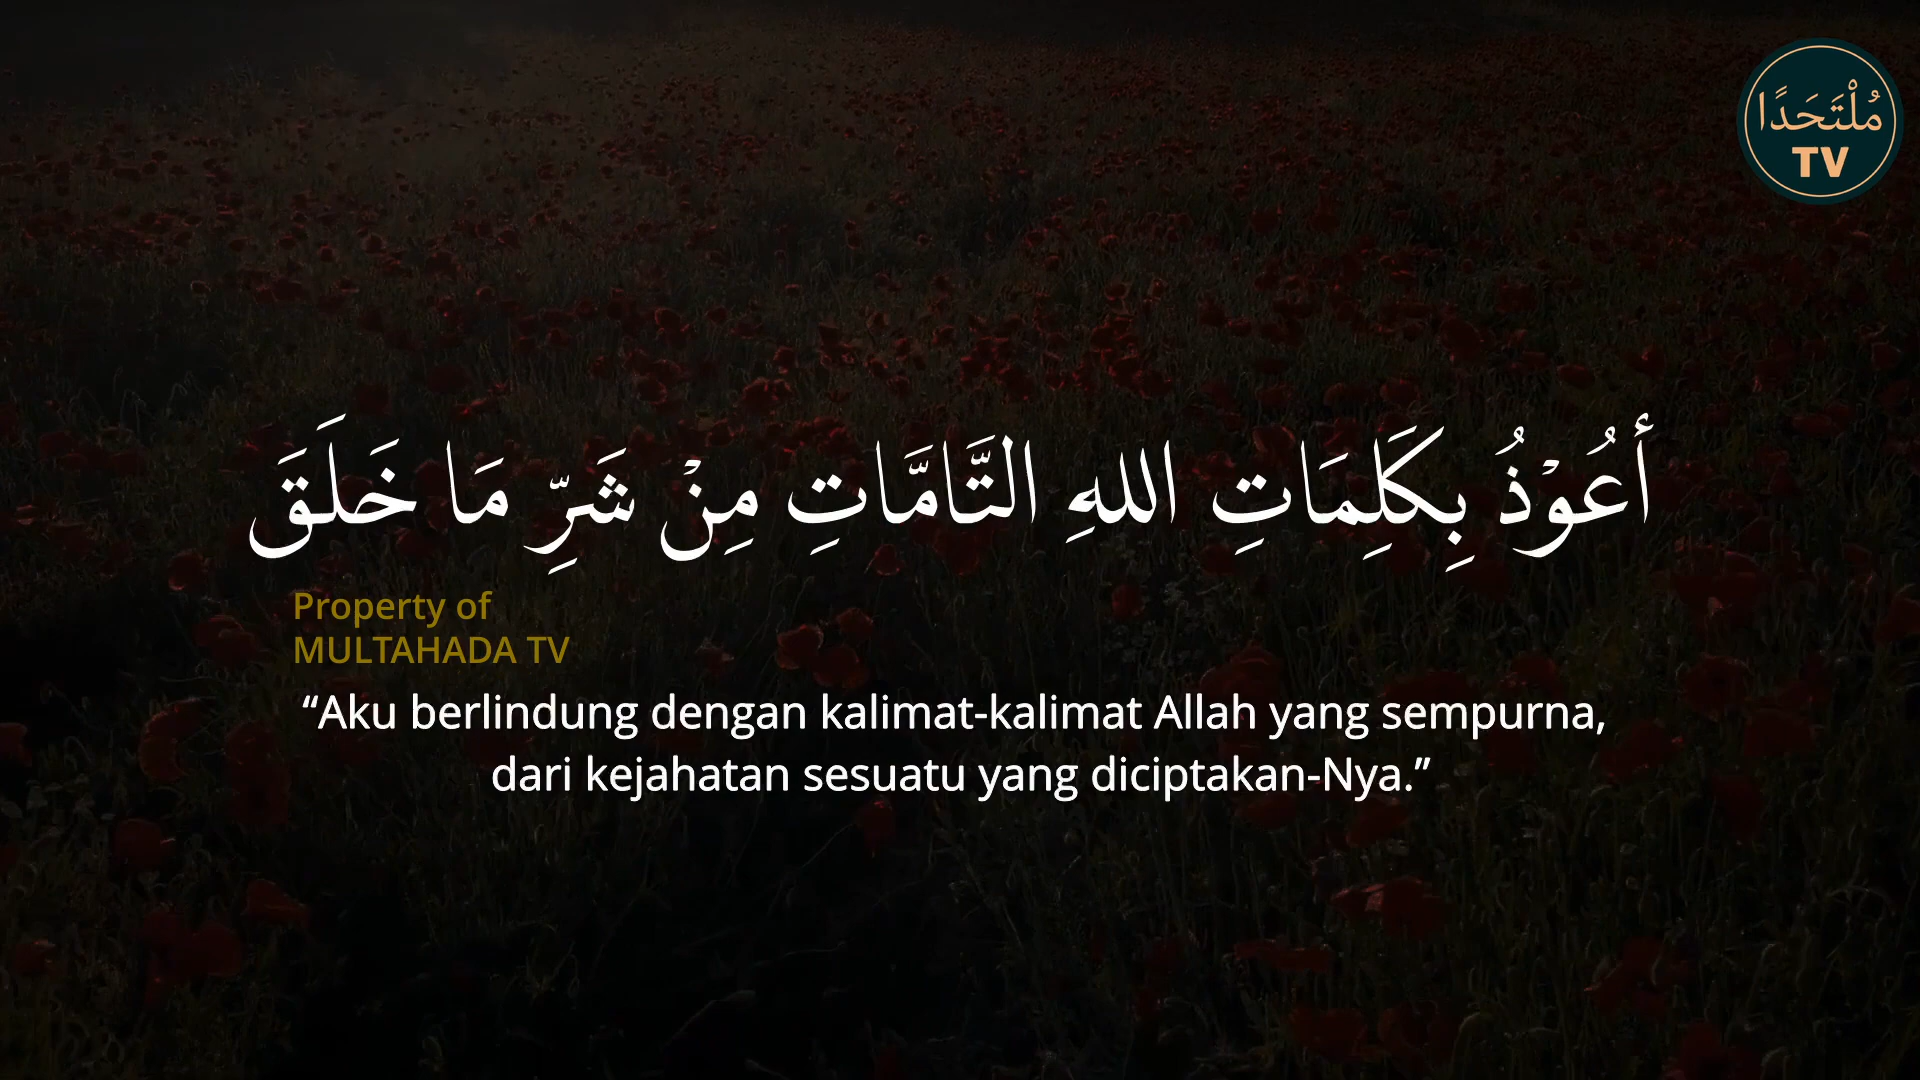 مُلْتَحَدًا
TV
أَعُوْذُ بِكَلِمَاتِ اللهِ التَّامَّاتِ مِنْ شَرِّ مَا خَلَقَ
Property of
MULTAHADA TV
“Aku berlindung dengan kalimat-kalimat Allah yang sempurna,
dari kejahatan sesuatu yang diciptakan-Nya.”